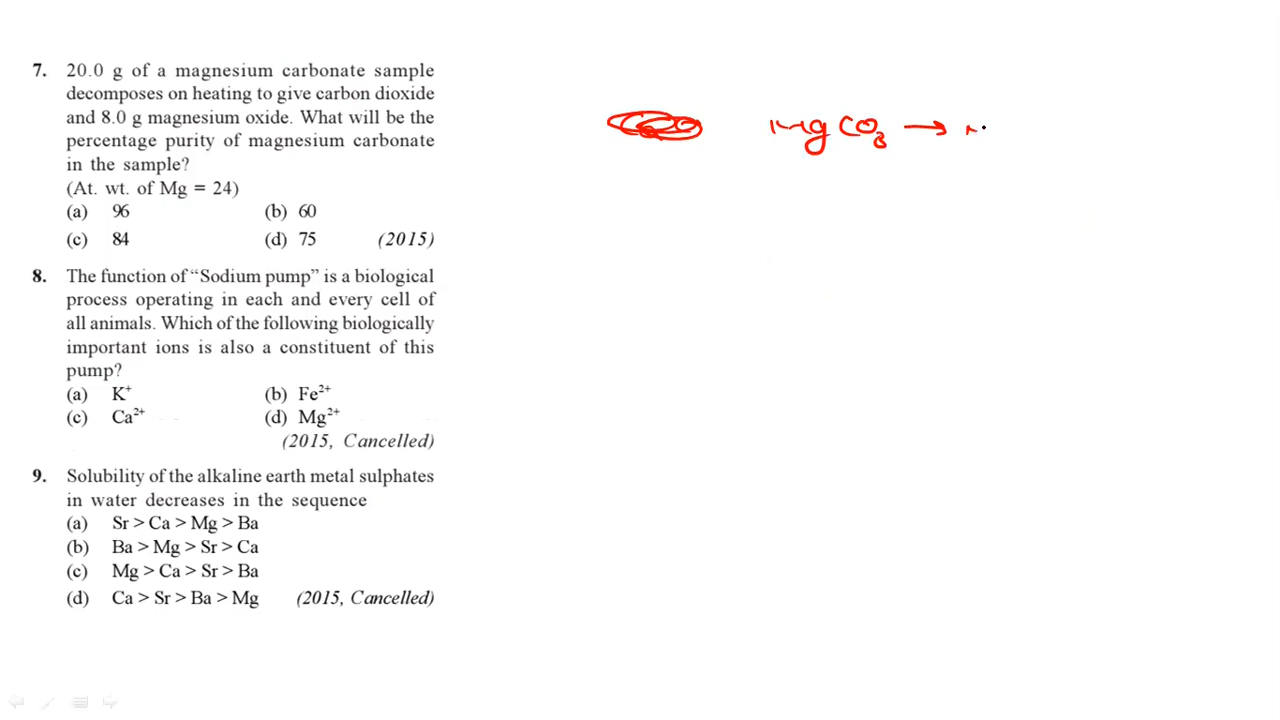 7. 20.0 g of a magnesium carbonate sample
decomposes on heating to give carbon dioxide
and 8.0 g magnesium oxide. What will be the
percentage purity of magnesium carbonate
in the sample?
(At. wt. of Mg = 24)
(a) 96 (b) 60
(c) 84 (d) 75 (2015)
8. The function of “Sodium pump” is a biological
process operating in each and every cell of
all animals. Which of the following biologically
important ions is also a constituent of this
pump?
(a) K⁺ (b) Fe²⁺
(c) Ca²⁺ (d) Mg²⁺
(2015, Cancelled)
9. Solubility of the alkaline earth metal sulphates
in water decreases in the sequence
(a) Sr > Ca > Mg > Ba
(b) Ba > Mg > Sr > Ca
(c) Mg > Ca > Sr > Ba
(d) Ca > Sr > Ba > Mg (2015, Cancelled)
MgCO₃ →